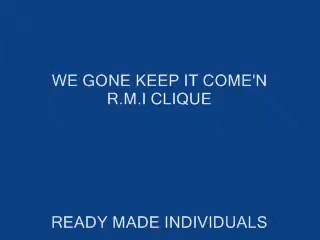 WE GONE KEEP IT COME'N
R.M.I CLIQUE
READY MADE INDIVIDUALS